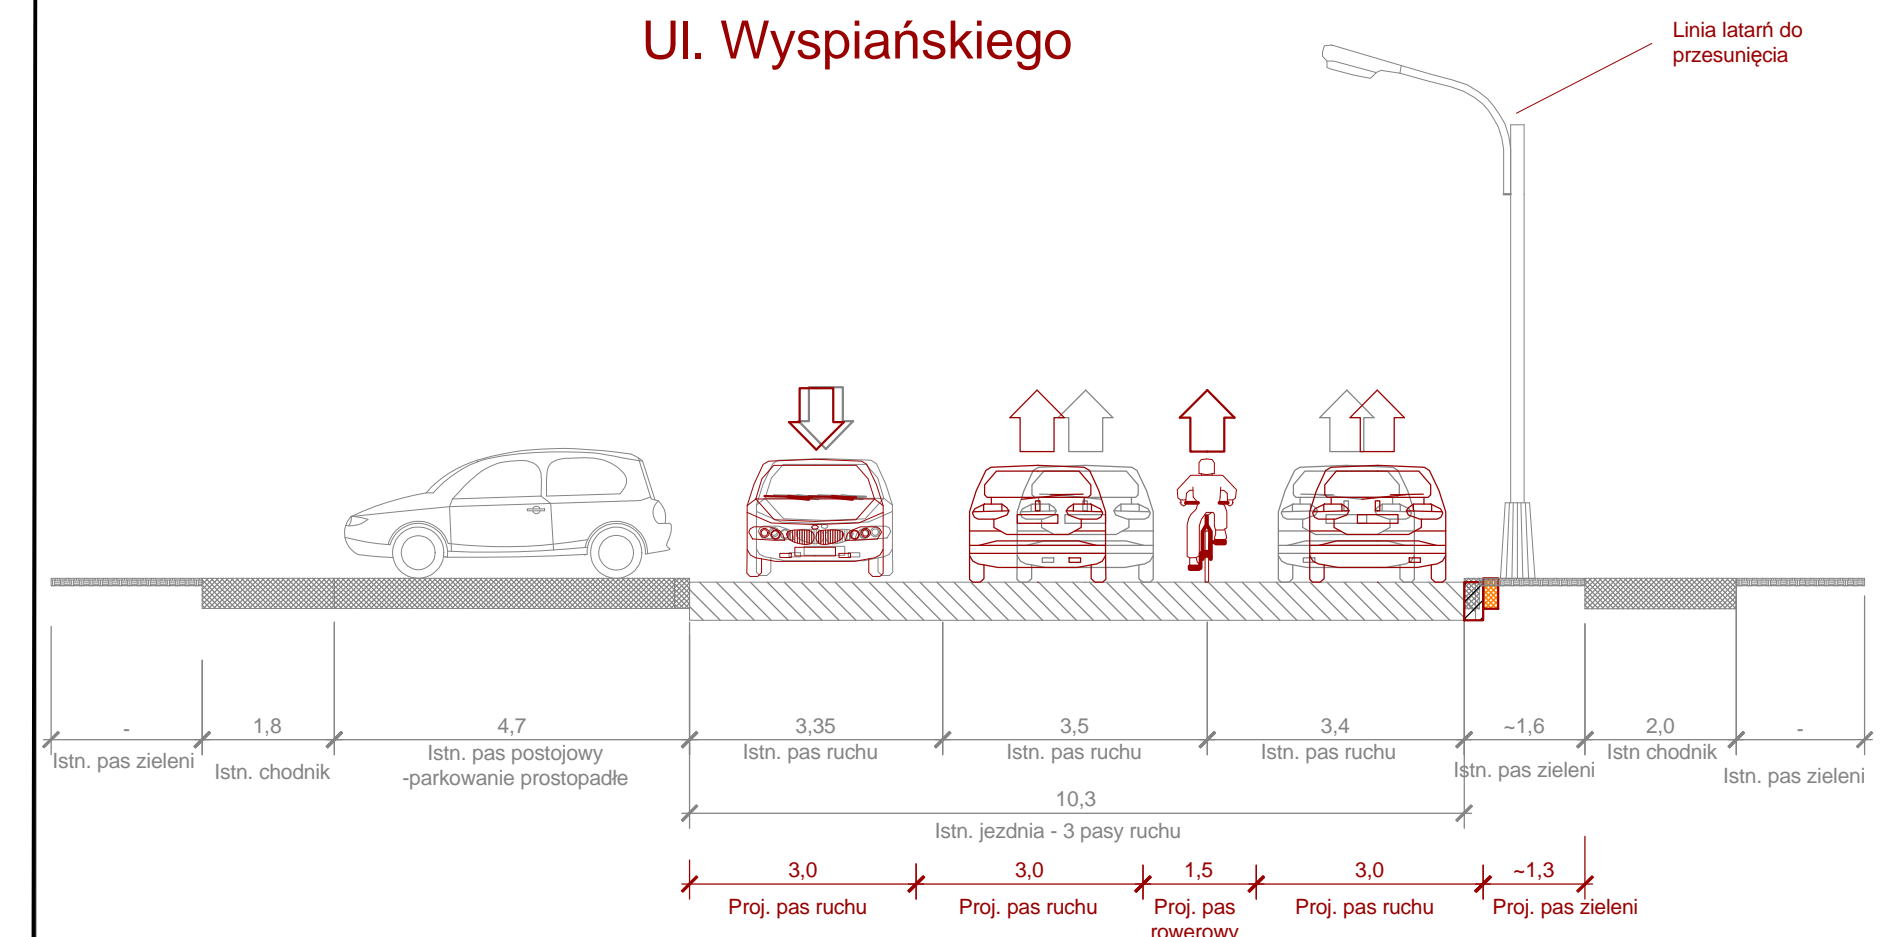 Ul. Wyspiańskiego
Linia latarń do
przesunięcia
-
1,8
4,7
3,35
3,5
3,4
~1,6
2,0
-
Istn. pas zieleni
Istn. chodnik
Istn. pas postojowy
-parkowanie prostopadłe
Istn. pas ruchu
Istn. pas ruchu
Istn. pas ruchu
Istn. pas zieleni
Istn chodnik
Istn. pas zieleni
10,3
Istn. jezdnia - 3 pasy ruchu
3,0
3,0
1,5
3,0
~1,3
Proj. pas ruchu
Proj. pas ruchu
Proj. pas
rowerowy
Proj. pas ruchu
Proj. pas zieleni